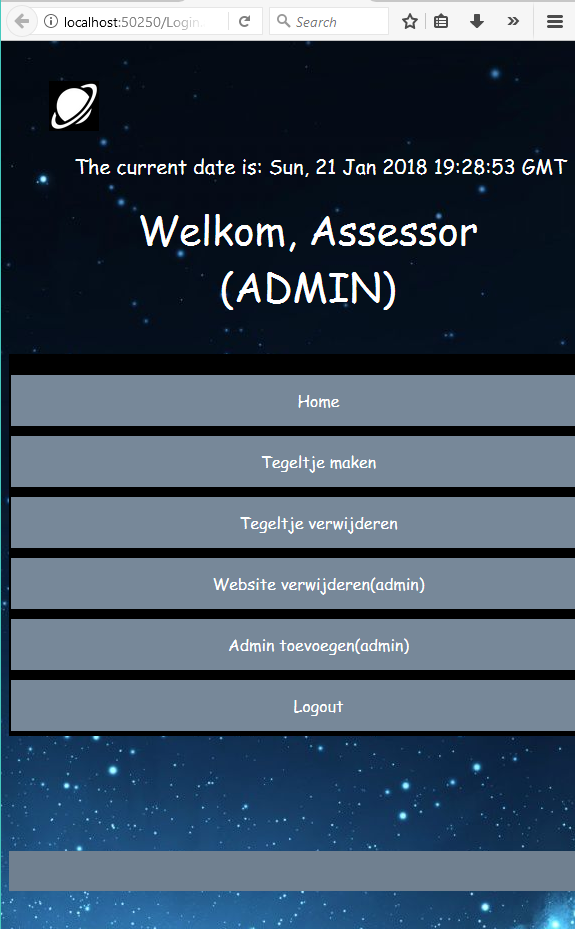 localhost:50250/Login.
Search
The current date is: Sun, 21 Jan 2018 19:28:53 GMT
Welkom, Assessor
(ADMIN)
Home
Tegeltje maken
Tegeltje verwijderen
Website verwijderen(admin)
Admin toevoegen(admin)
Logout